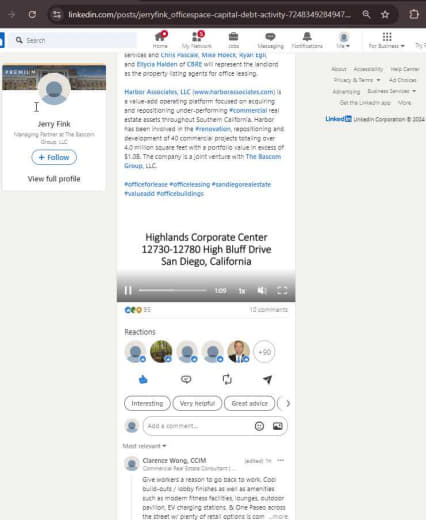 linkedin.com/posts/jerryfink_officespace-capital-debt-activity-7248349284947...
Search
Home
My Network
Jobs
Messaging
Notifications
Me
For Business
services and Chris Pascale, Mike Hoeck, Ryan Egli,
and Ellycia Halden of CBRE will represent the landlord
as the property listing agents for office leasing.
Harbor Associates, LLC (www.harborassociates.com) is
a value-add operating platform focused on acquiring
and repositioning under-performing #commercial real
estate assets throughout Southern California. Harbor
has been involved in the #renovation, repositioning and
development of 40 commercial projects totaling over
4.0 million square feet with a portfolio value in excess of
$1.0B. The company is a joint venture with The Bascom
Group, LLC.
#officeforlease #officeleasing #sandiegorealestate
#valueadd #officebuildings
PREMIUM
Jerry Fink
Managing Partner at The Bascom
Group, LLC
+ Follow
View full profile
About Accessibility Help Center
Privacy & Terms Ad Choices
Advertising Business Services
Get the LinkedIn app More
LinkedIn LinkedIn Corporation © 2024
Highlands Corporate Center
12730-12780 High Bluff Drive
San Diego, California
1:09 1x
95
10 comments
Reactions
+90
Interesting
Very helpful
Great advice
Add a comment...
Most relevant
Clarence Wong, CCIM
(edited) 1h
Commercial Real Estate Consultant | ...
Give workers a reason to go back to work. Cool
build-outs / lobby finishes as well as amenities
such as modern fitness facilities, lounges, outdoor
pavilion, EV charging stations, & One Paseo across
the street w/ plenty of retail options is com ...more